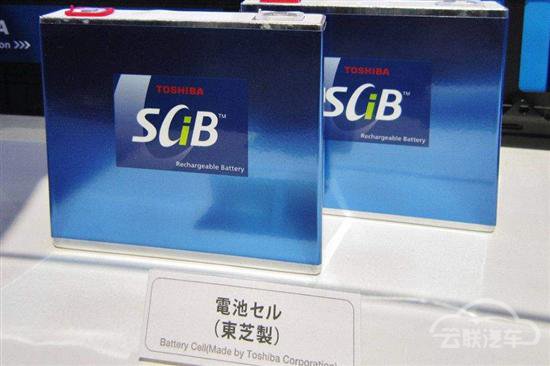 A
ion >>>
TOSHIBA
SCiB™
Rechargeable Battery
TOSHIBA
SCiB™
Rechargeable Battery
電池セル
(東芝製)
Battery Cell(Made by Toshiba Corporation)
云联汽车